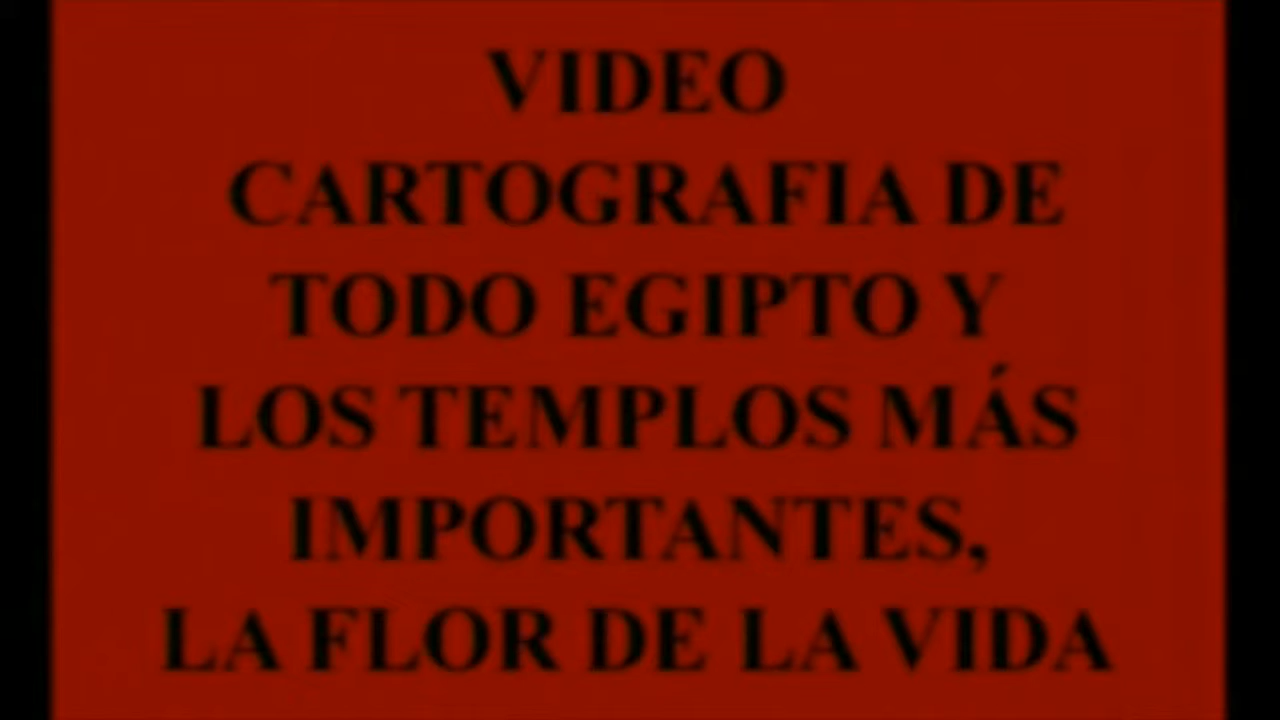 VIDEO
CARTOGRAFIA DE
TODO EGIPTO Y
LOS TEMPLOS MÁS
IMPORTANTES,
LA FLOR DE LA VIDA